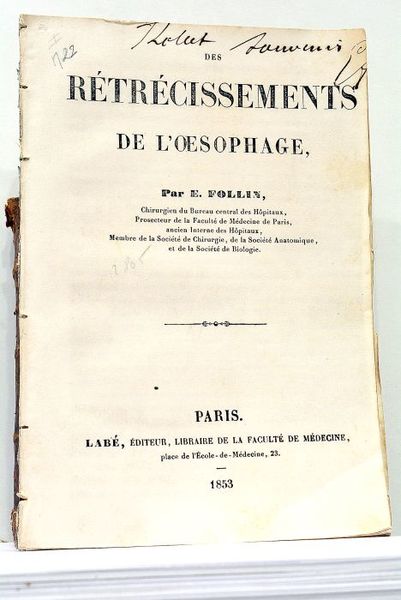 722
souvenir
DES
RÉTRÉCISSEMENTS
DE L'ŒSOPHAGE,
Par E. FOLLIN,
Chirurgien du Bureau central des Hôpitaux,
Prosecteur de la Faculté de Médecine de Paris,
ancien Interne des Hôpitaux,
Membre de la Société de Chirurgie, de la Société Anatomique,
et de la Société de Biologie.
PARIS.
LABÉ, ÉDITEUR, LIBRAIRE DE LA FACULTÉ DE MÉDECINE,
place de l'École-de-Médecine, 23.
1853